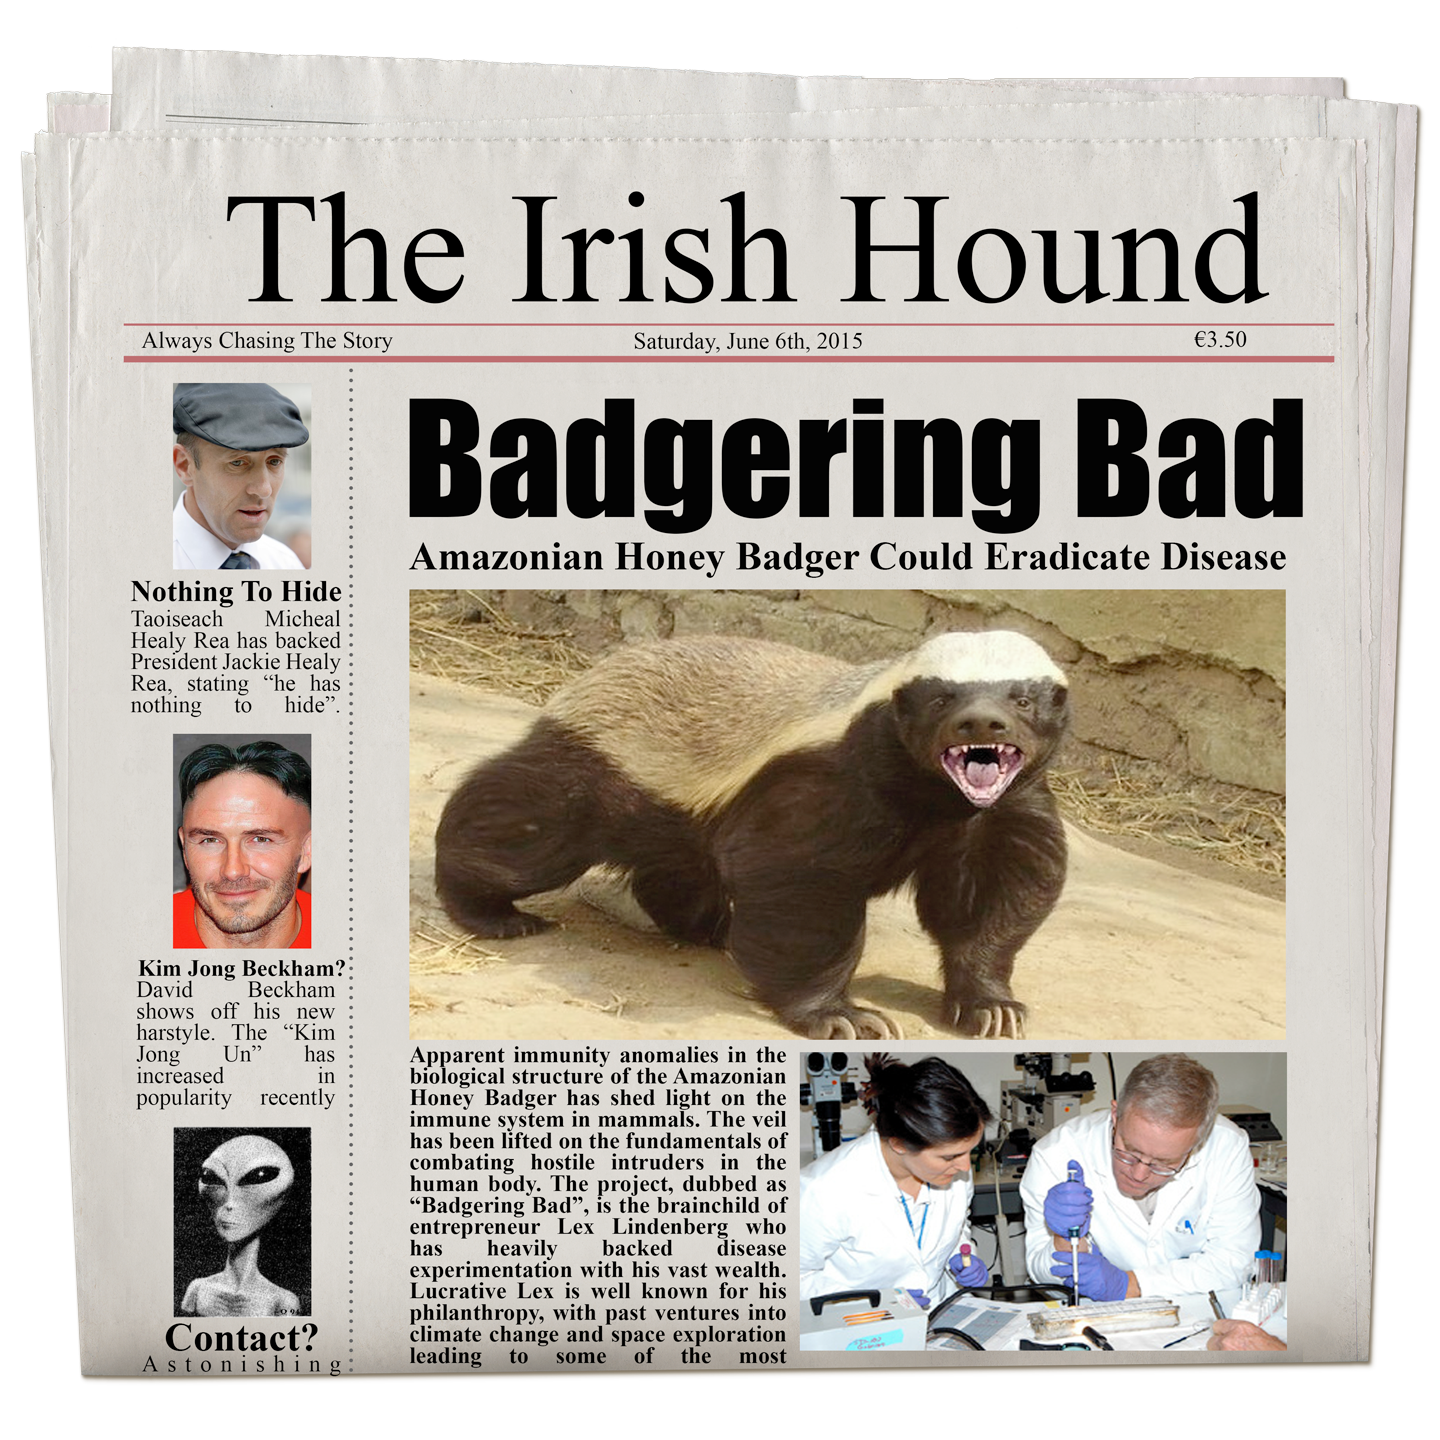 The Irish Hound
Always Chasing The Story
Saturday, June 6th, 2015
€3.50
Nothing To Hide
Taoiseach Micheal
Healy Rea has backed
President Jackie Healy
Rea, stating “he has
nothing to hide”.
Kim Jong Beckham?
David Beckham
shows off his new
harstyle. The “Kim
Jong Un” has
increased in
popularity recently
Contact?
Astonishing
Badgering Bad
Amazonian Honey Badger Could Eradicate Disease
Apparent immunity anomalies in the
biological structure of the Amazonian
Honey Badger has shed light on the
immune system in mammals. The veil
has been lifted on the fundamentals of
combating hostile intruders in the
human body. The project, dubbed as
“Badgering Bad”, is the brainchild of
entrepreneur Lex Lindenberg who
has heavily backed disease
experimentation with his vast wealth.
Lucrative Lex is well known for his
philanthropy, with past ventures into
climate change and space exploration
leading to some of the most